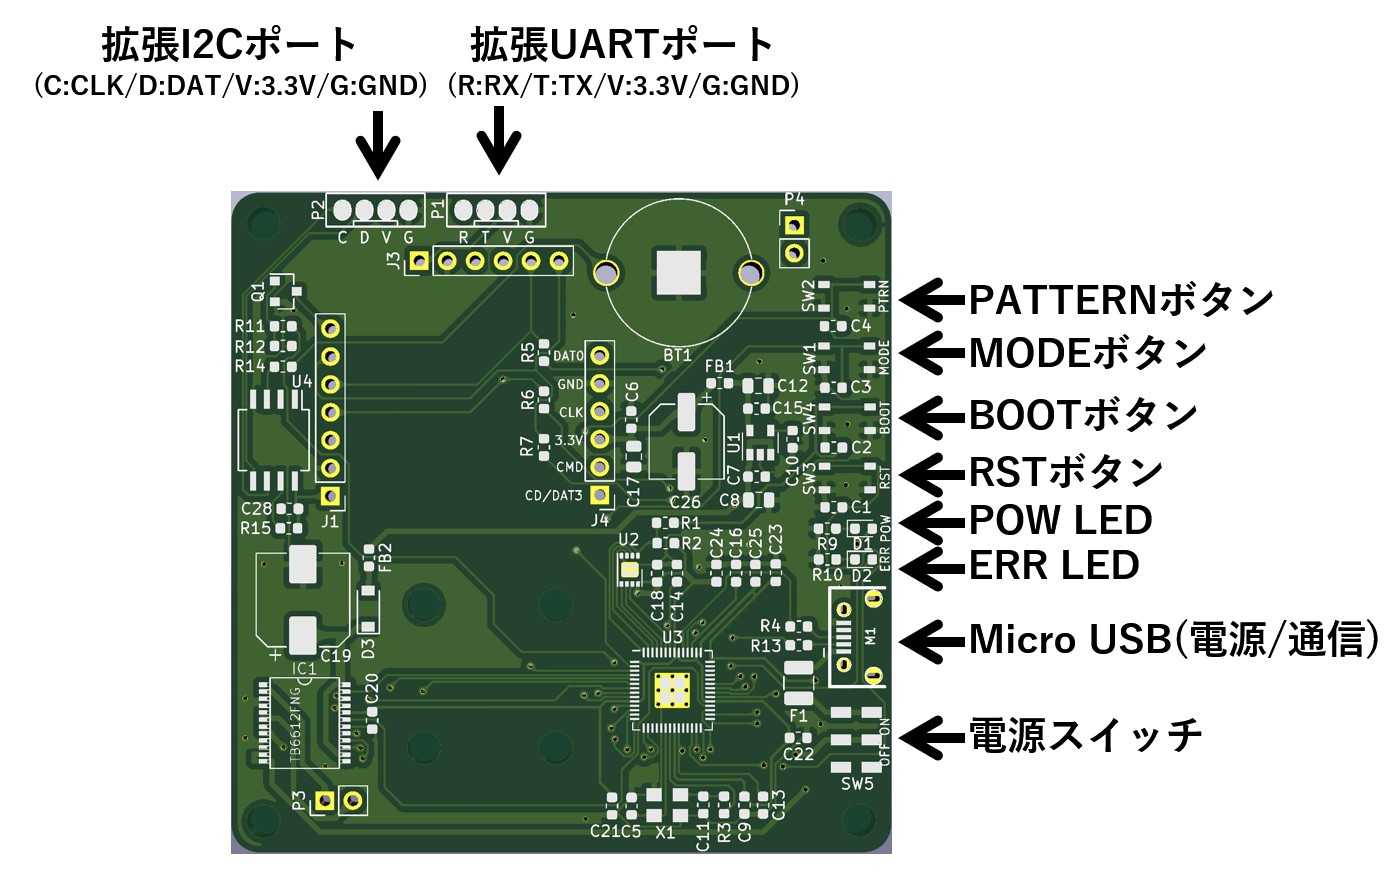 拡張I2Cポート
(C:CLK/D:DAT/V:3.3V/G:GND)
拡張UARTポート
(R:RX/T:TX/V:3.3V/G:GND)
P2
C D V G
P1
R T V G
J3
P4
BT1
Q1
R11
R12
R14
U4
J1
C28
R15
R5
R6
R7
DAT0
GND
CLK
3.3V
CMD
CD/DAT3
J4
C6
C17
FB1
+
C26
C12
C15
U1
C7
C8
C10
SW2
PTRN
C4
SW1
MODE
C3
SW4
BOOT
C2
SW3
RST
C1
R9
D1
POW
R10
D2
ERR
PATTERNボタン
MODEボタン
BOOTボタン
RSTボタン
POW LED
ERR LED
Micro USB(電源/通信)
電源スイッチ
R1
R2
U2
C18
C14
C24
C16
C25
C23
FB2
D3
+
C19
IC1
TB6612FNG
C20
P3
U3
R4
R13
M1
F1
C22
OFF ON
SW5
C21
C5
X1
C11
R3
C9
C13